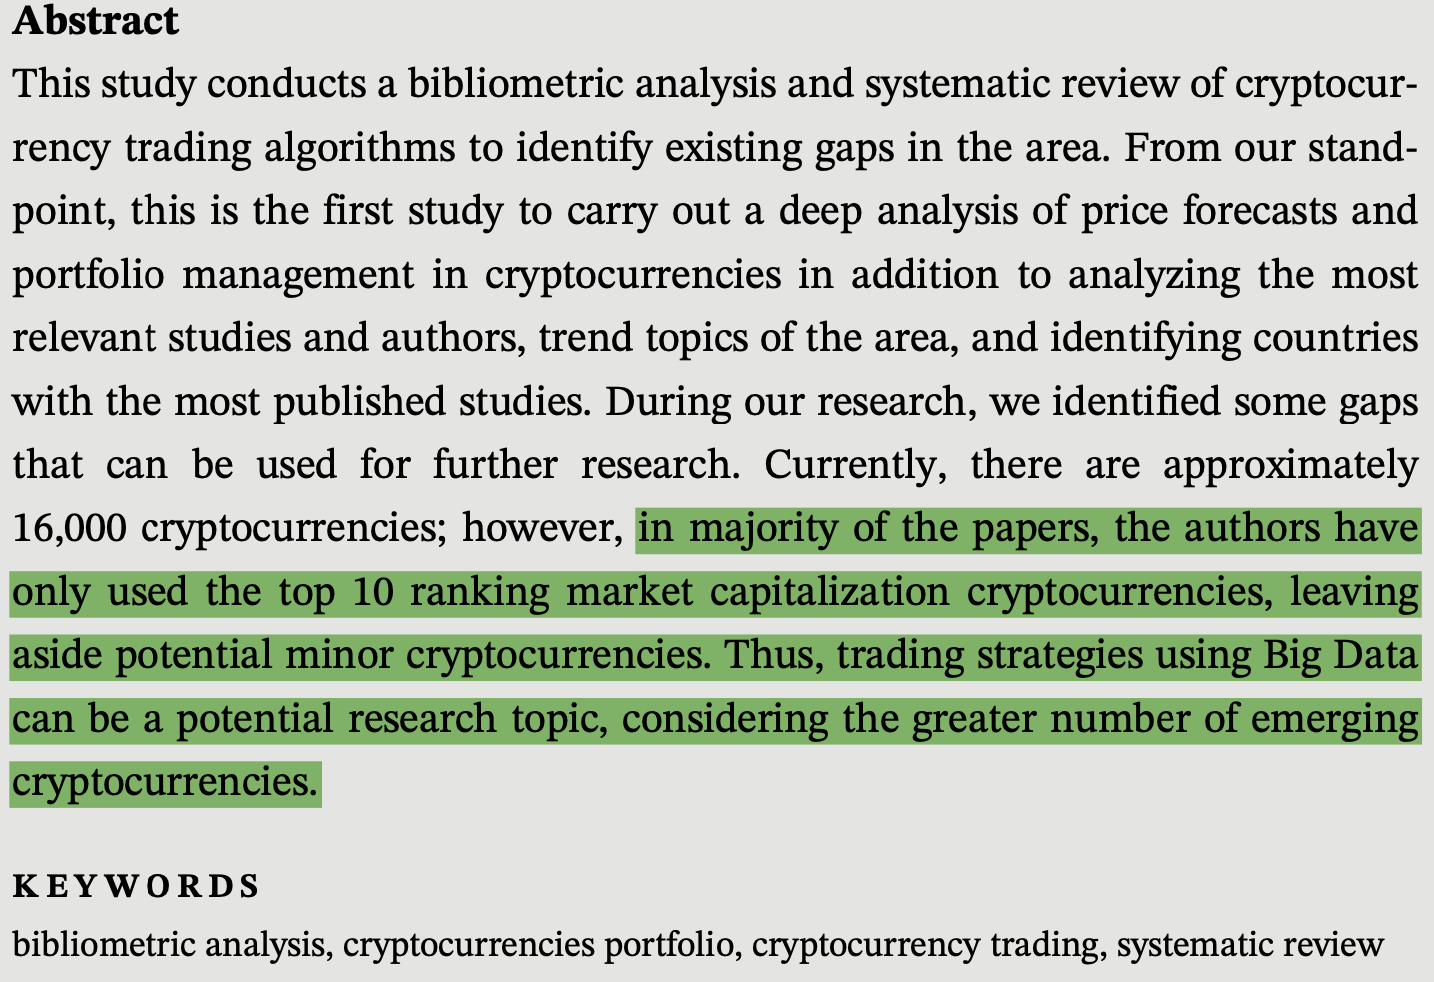 Abstract
This study conducts a bibliometric analysis and systematic review of cryptocur-
rency trading algorithms to identify existing gaps in the area. From our stand-
point, this is the first study to carry out a deep analysis of price forecasts and
portfolio management in cryptocurrencies in addition to analyzing the most
relevant studies and authors, trend topics of the area, and identifying countries
with the most published studies. During our research, we identified some gaps
that can be used for further research. Currently, there are approximately
16,000 cryptocurrencies; however, in majority of the papers, the authors have
only used the top 10 ranking market capitalization cryptocurrencies, leaving
aside potential minor cryptocurrencies. Thus, trading strategies using Big Data
can be a potential research topic, considering the greater number of emerging
cryptocurrencies.
KEYWORDS
bibliometric analysis, cryptocurrencies portfolio, cryptocurrency trading, systematic review